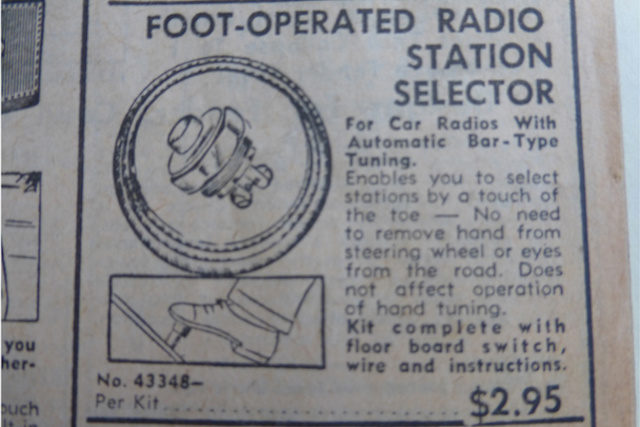 FOOT-OPERATED RADIO
STATION
SELECTOR
For Car Radios With
Automatic Bar-Type
Tuning.
Enables you to select
stations by a touch of
the toe — No need
to remove hand from
steering wheel or eyes
from the road. Does
not affect operation
of hand tuning.
Kit complete with
floor board switch,
wire and instructions.
No. 43348—
Per Kit....................$2.95
you
her-
ouch